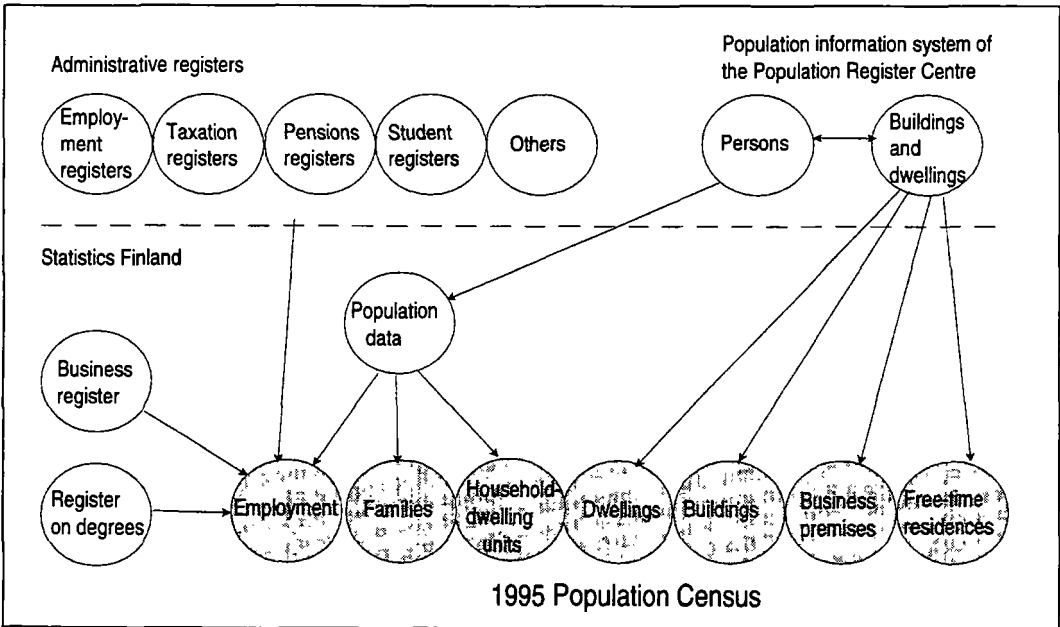 Administrative registers
Population information system of
the Population Register Centre
Employ-
ment
registers
Taxation
registers
Pensions
registers
Student
registers
Others
Persons
Buildings
and
dwellings
Statistics Finland
Population
data
Business
register
Register
on degrees
Employment
Families
Household-
dwelling
units
Dwellings
Buildings
Business
premises
Free-time
residences
1995 Population Census